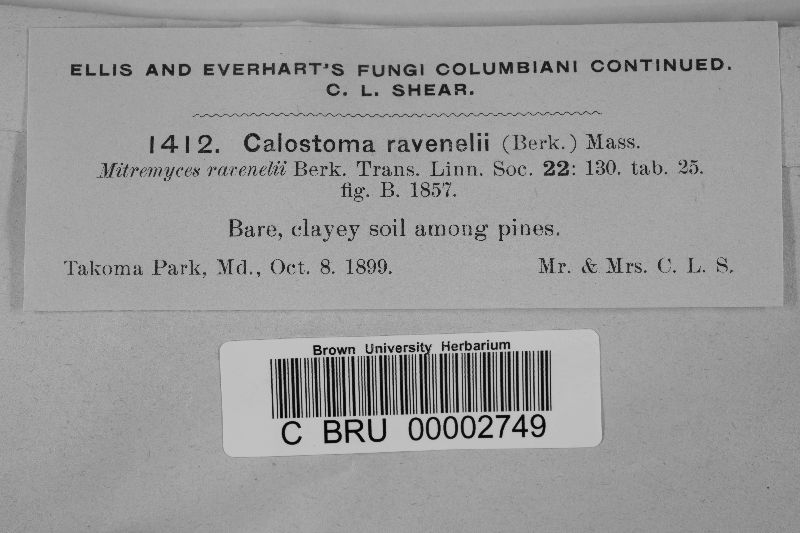 ELLIS AND EVERHART'S FUNGI COLUMBIANI CONTINUED.
C. L. SHEAR.
1412. Calostoma ravenelii (Berk.) Mass.
Mitremyces ravenelii Berk. Trans. Linn. Soc. 22: 130. tab. 25.
fig. B. 1857.
Bare, clayey soil among pines.
Takoma Park, Md., Oct. 8. 1899. Mr. & Mrs. C. L. S.
Brown University Herbarium
C BRU 00002749